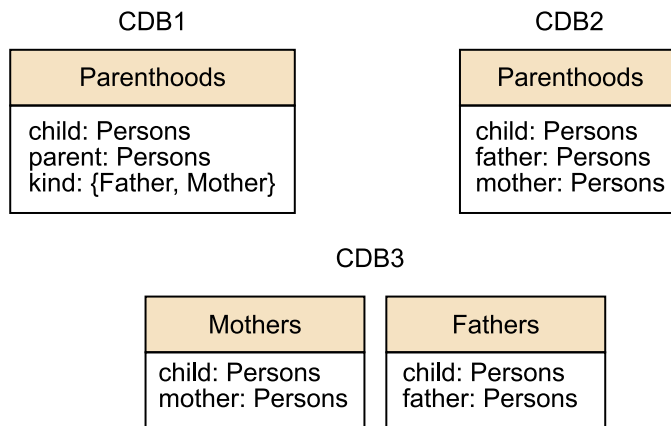 CDB1
Parenthoods
child: Persons
parent: Persons
kind: {Father, Mother}
CDB2
Parenthoods
child: Persons
father: Persons
mother: Persons
CDB3
Mothers
child: Persons
mother: Persons
Fathers
child: Persons
father: Persons